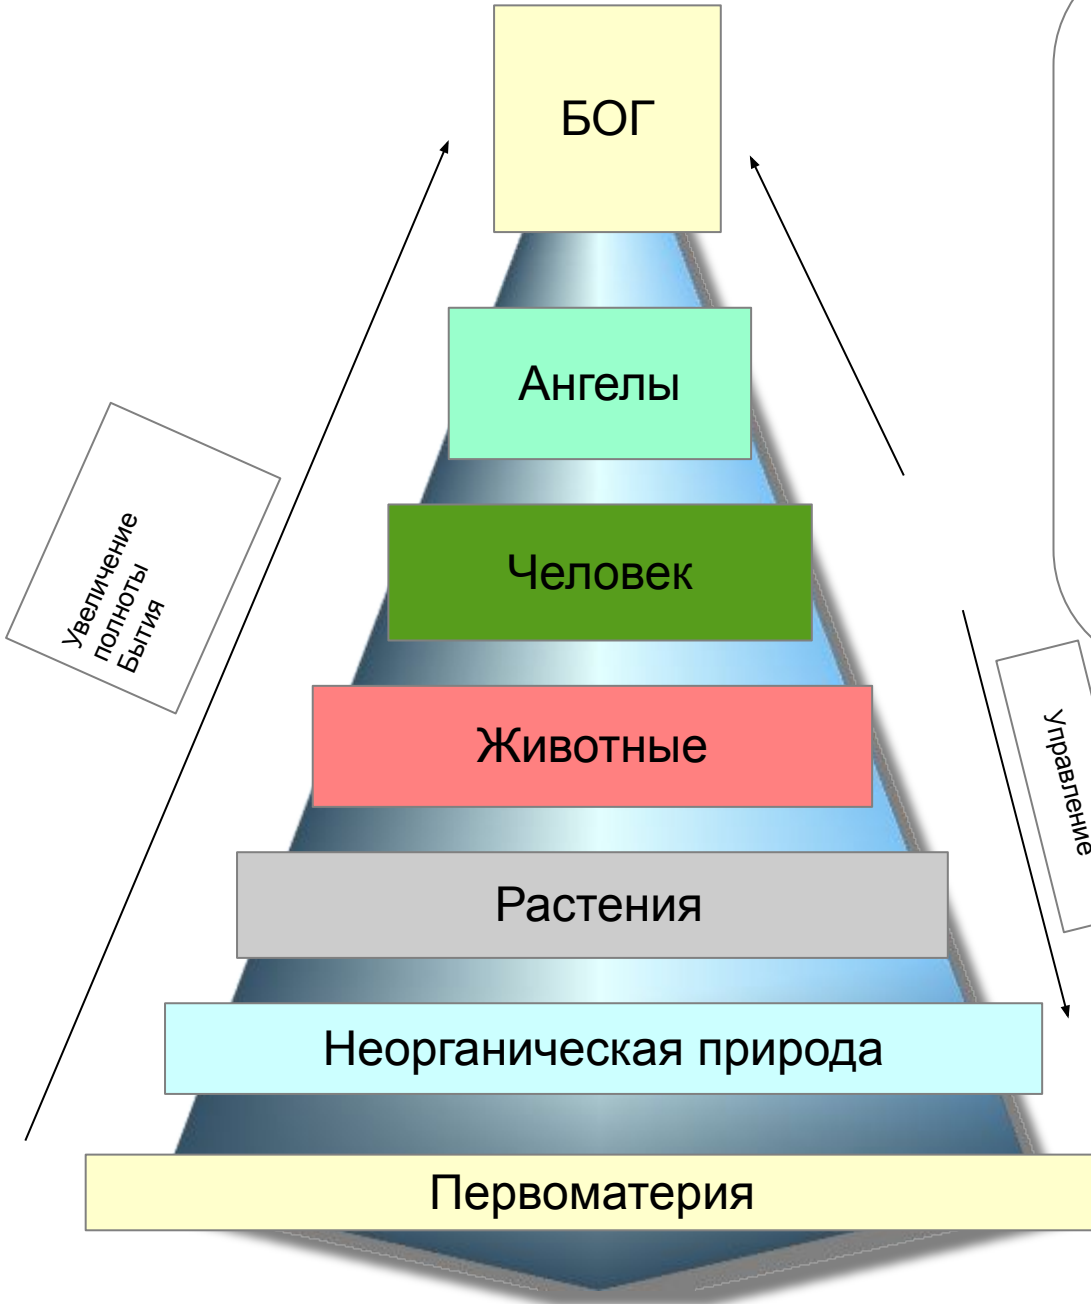 БОГ
Ангелы
Человек
Животные
Растения
Неорганическая природа
Первоматерия
Увеличение
полноты
Бытия
Управление